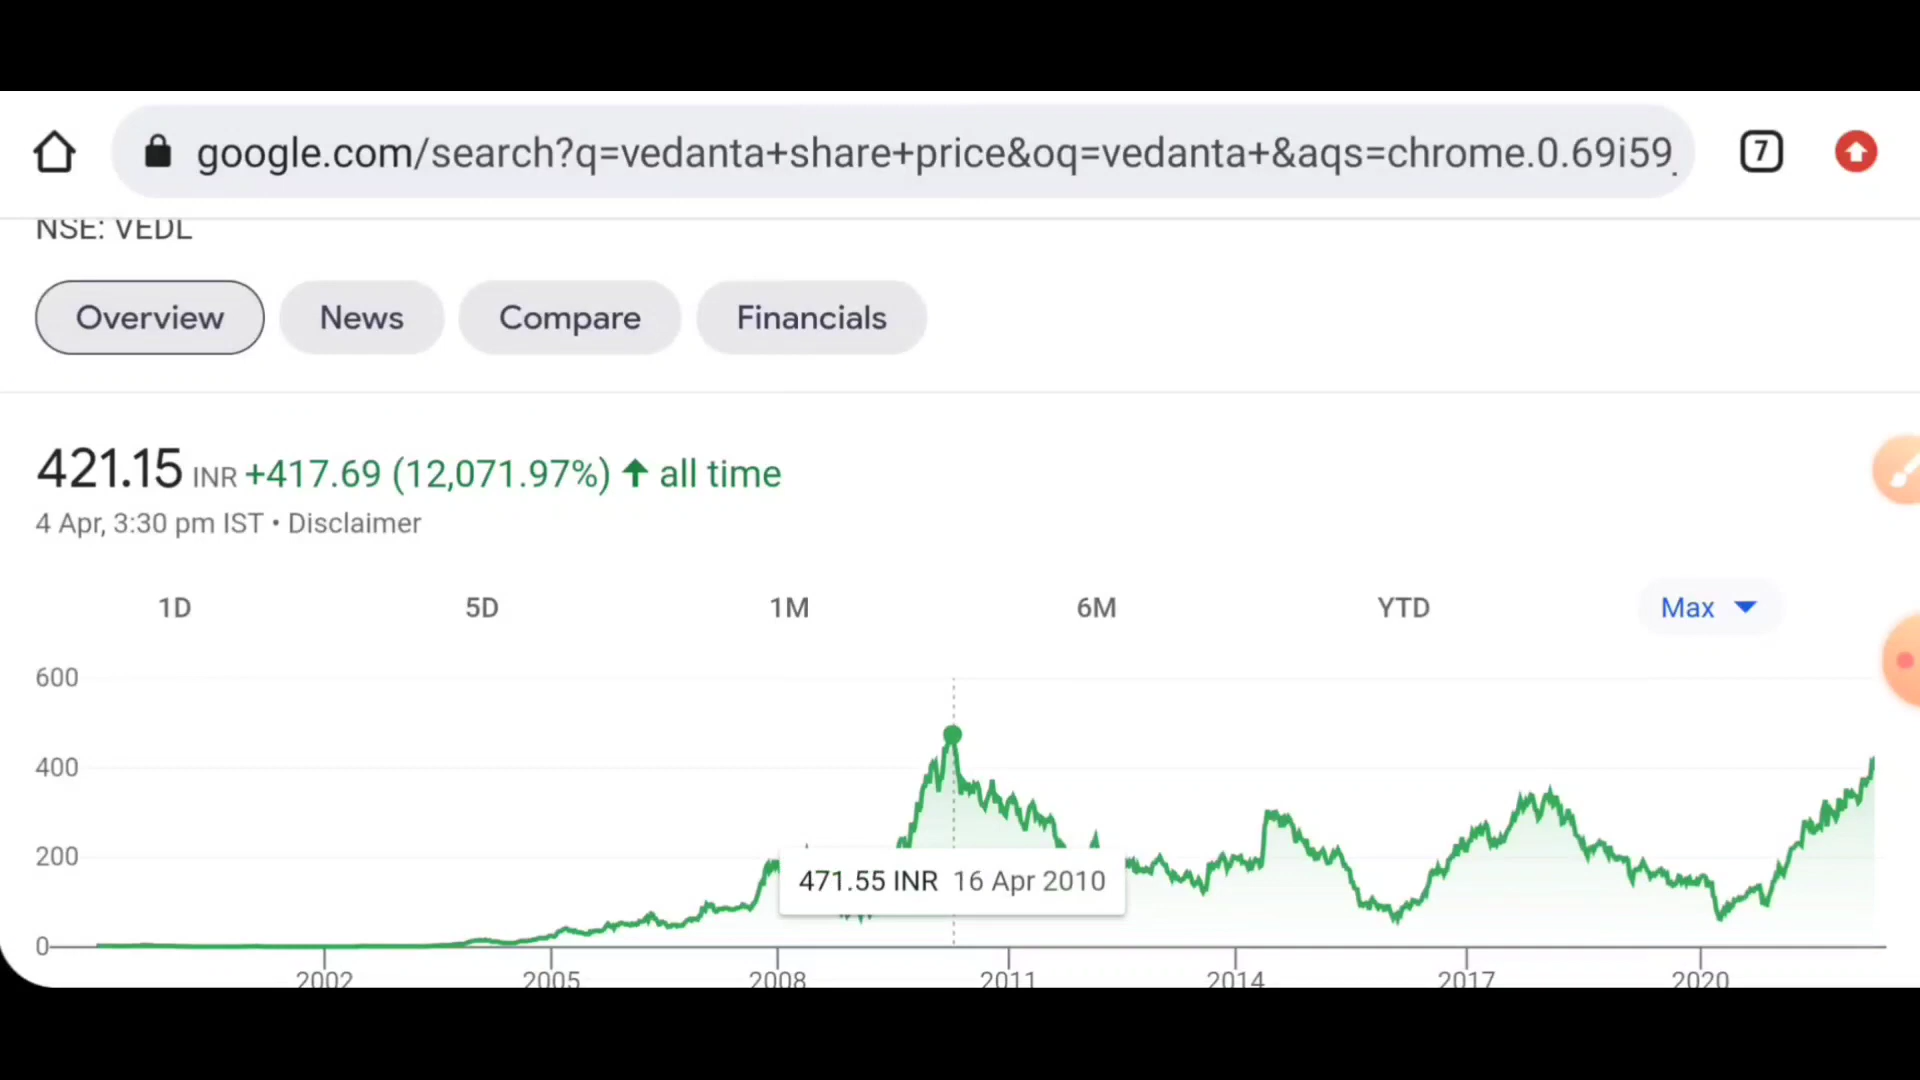 7
google.com/search?q=vedanta+share+price&oq=vedanta+&aqs=chrome.0.69i59
NSE: VEDL
Overview News Compare Financials
421.15 INR +417.69 (12,071.97%) ↑ all time
4 Apr, 3:30 pm IST • Disclaimer
1D 5D 1M 6M YTD Max
600
400
200
471.55 INR 16 Apr 2010
0
2002 2005 2008 2011 2014 2017 2020